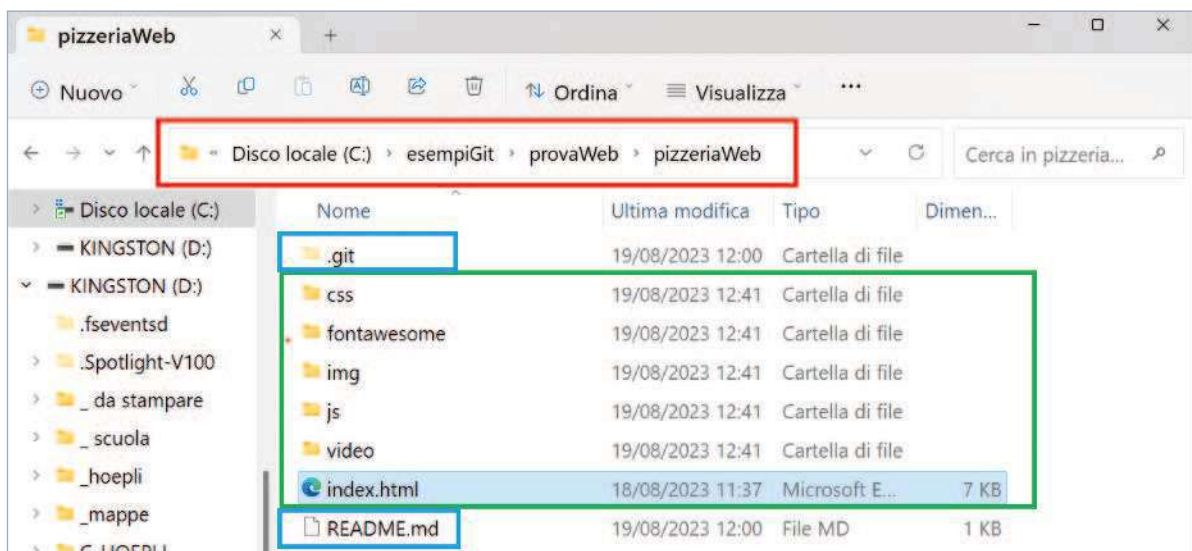 pizzeriaWeb
Nuovo
Ordina
Visualizza
Disco locale (C:) › esempiGit › provaWeb › pizzeriaWeb
Cerca in pizzeria...
Disco locale (C:)
KINGSTON (D:)
KINGSTON (D:)
.fseventsd
.Spotlight-V100
_ da stampare
_ scuola
_hoepli
_mappe
Nome Ultima modifica Tipo Dimen...
.git 19/08/2023 12:00 Cartella di file
css 19/08/2023 12:41 Cartella di file
fontawesome 19/08/2023 12:41 Cartella di file
img 19/08/2023 12:41 Cartella di file
js 19/08/2023 12:41 Cartella di file
video 19/08/2023 12:41 Cartella di file
index.html 18/08/2023 11:37 Microsoft E... 7 KB
README.md 19/08/2023 12:00 File MD 1 KB